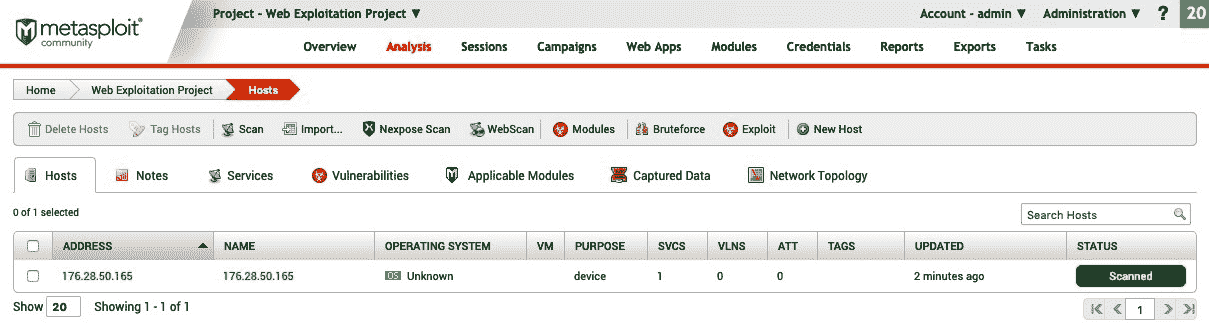 metasploit®
community
Project - Web Exploitation Project ▼ Account - admin ▼ Administration ▼ ? 20
Overview Analysis Sessions Campaigns Web Apps Modules Credentials Reports Exports Tasks
Home Web Exploitation Project Hosts
Delete Hosts Tag Hosts Scan Import... Nexpose Scan WebScan Modules Bruteforce Exploit New Host
Hosts Notes Services Vulnerabilities Applicable Modules Captured Data Network Topology
0 of 1 selected
Search Hosts
ADDRESS NAME OPERATING SYSTEM VM PURPOSE SVCS VLNS ATT TAGS UPDATED STATUS
176.28.50.165 176.28.50.165 OS Unknown device 1 0 0 2 minutes ago Scanned
Show 20 Showing 1 - 1 of 1 1